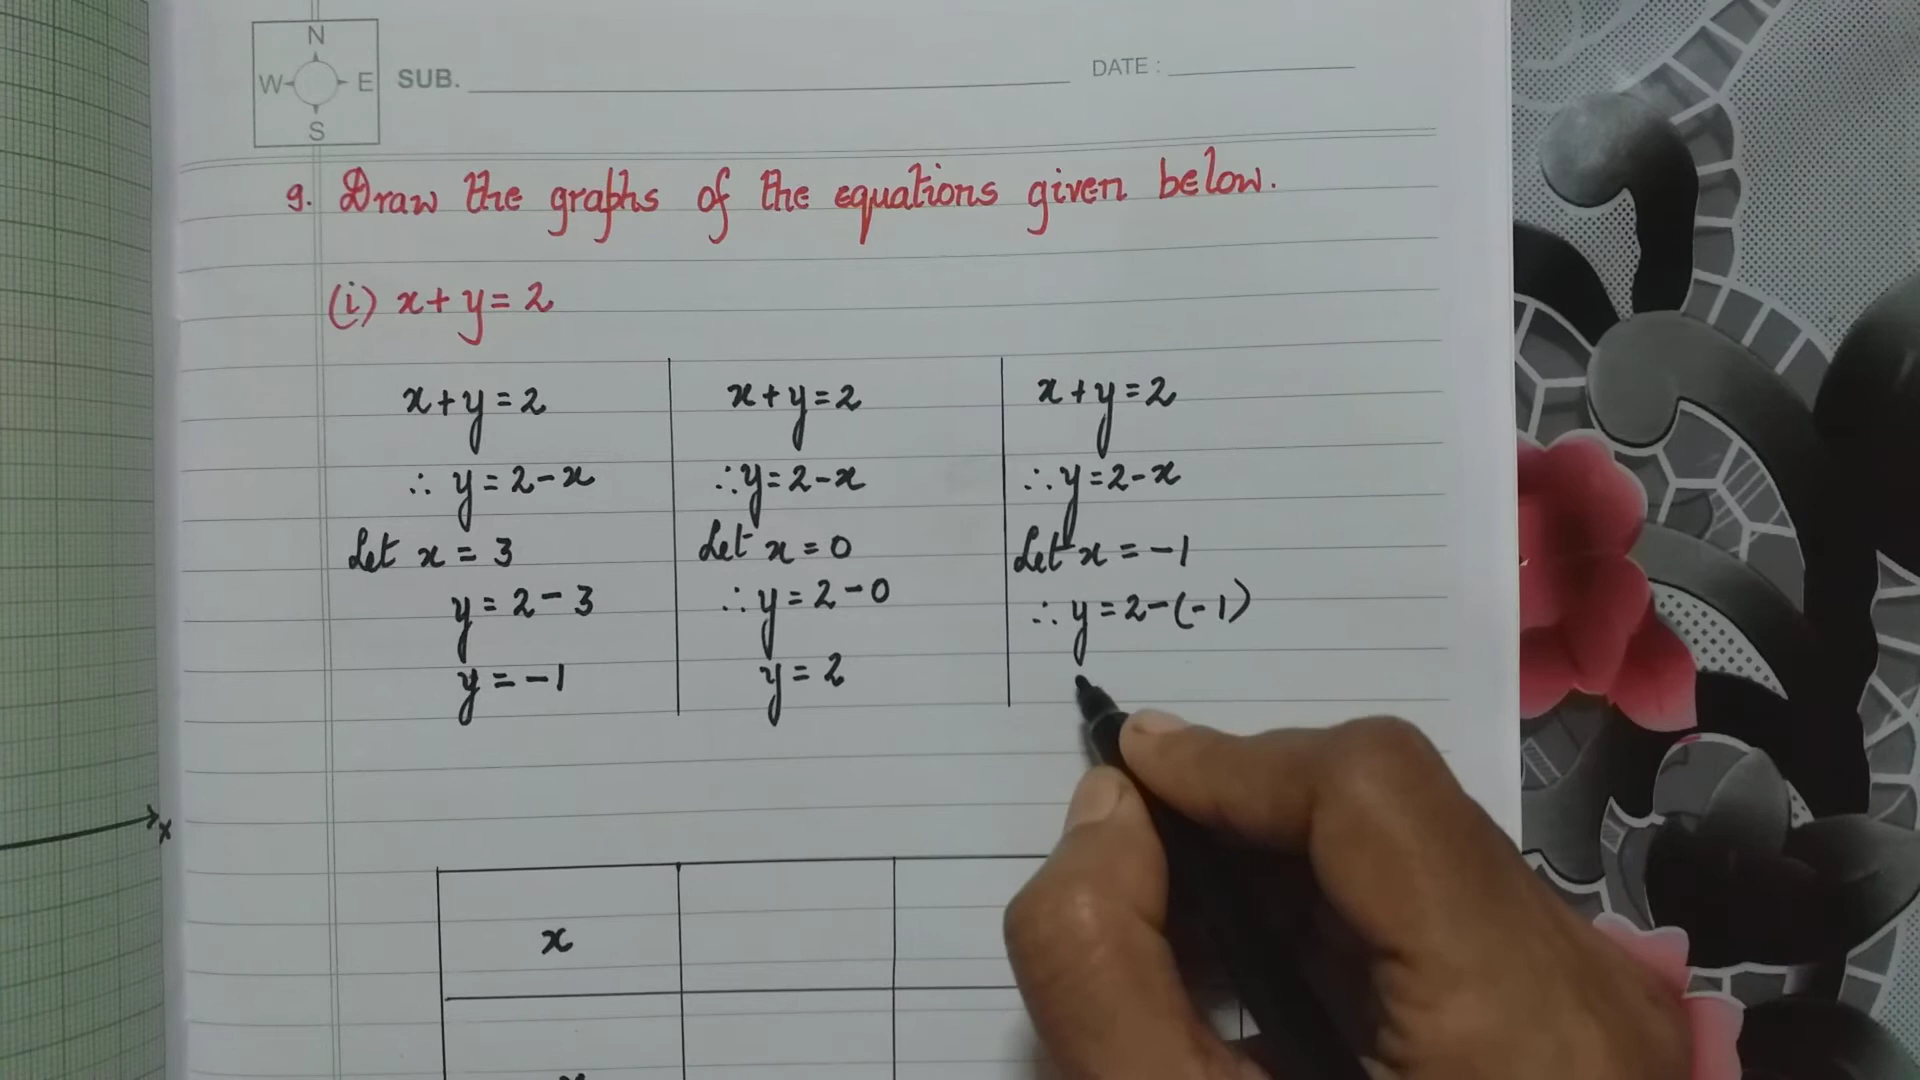 N
W E SUB. DATE :
S
9. Draw the graphs of the equations given below.
(i) x+y=2
x+y=2
∴ y=2-x
Let x = 3
y = 2-3
y = -1
x+y=2
∴y=2-x
Let x=0
∴y=2-0
y=2
x+y=2
∴y=2-x
Let x=-1
∴y=2-(-1)
x
x